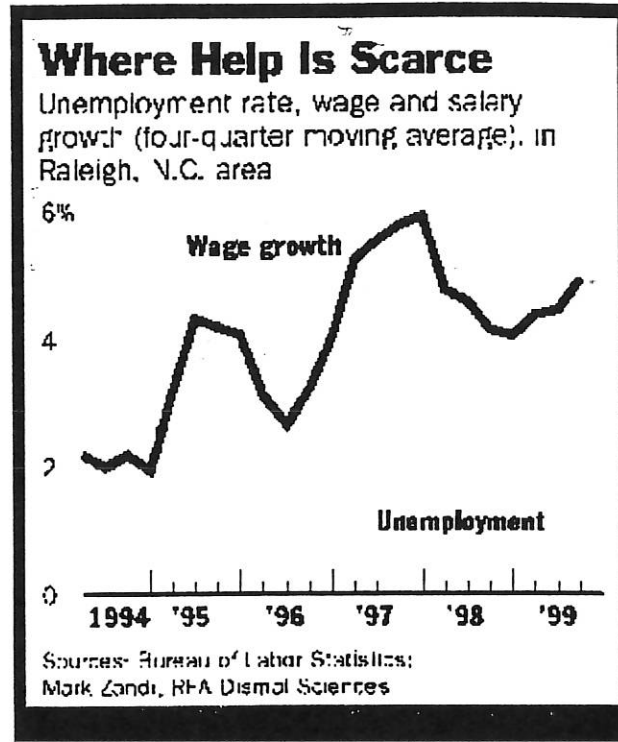 Where Help Is Scarce
Unemployment rate, wage and salary
growth (four-quarter moving average), in
Raleigh, N.C. area
6%
Wage growth
4
2
Unemployment
0
1994 '95 '96 '97 '98 '99
Sources: Bureau of Labor Statistics;
Mark Zandi, RFA Dismal Sciences